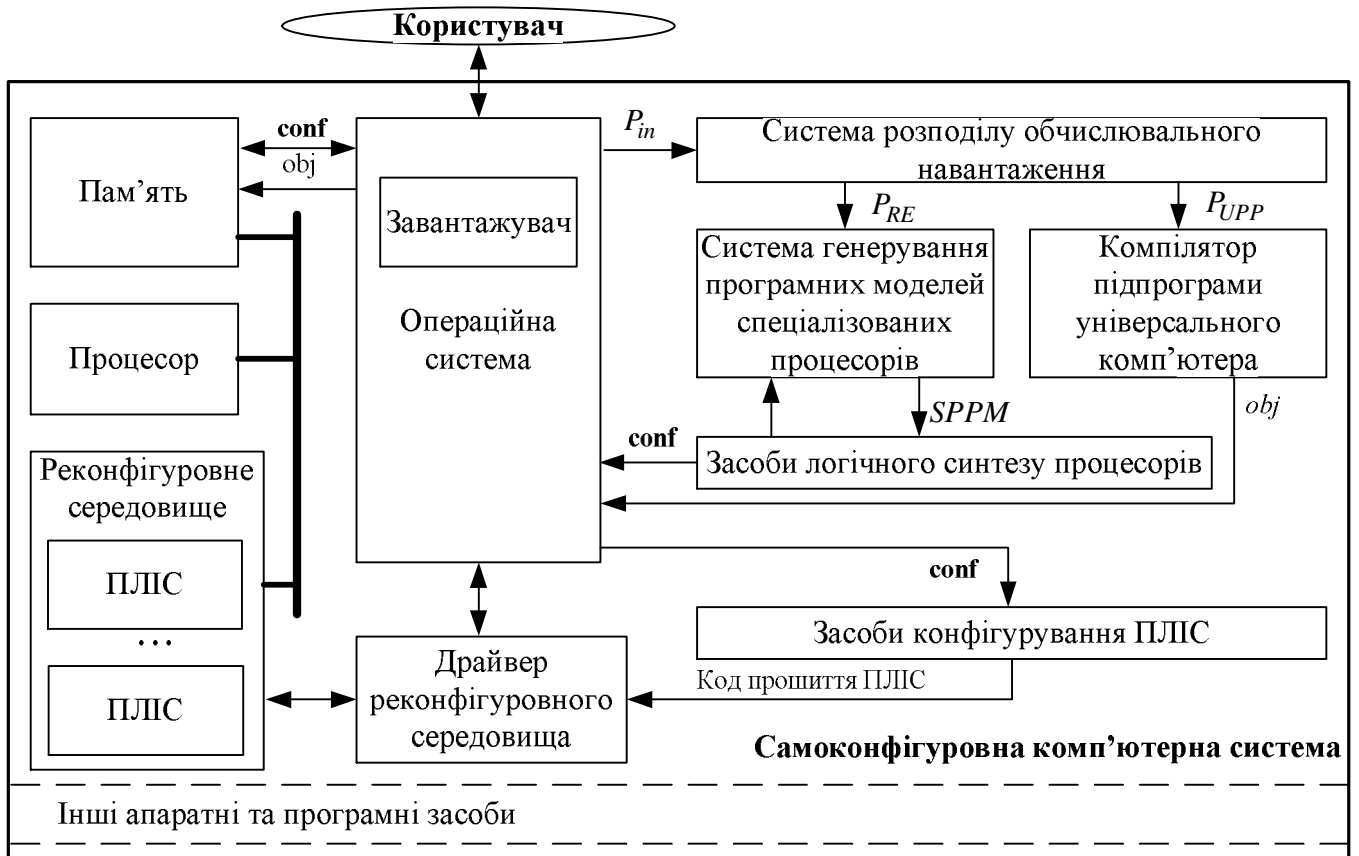 Користувач
conf
obj
Пам’ять
Процесор
Реконфігуровне
середовище
ПЛІС
...
ПЛІС
Завантажувач
Операційна
система
P_in
Система розподілу обчислювального
навантаження
P_RE
P_UPP
Система генерування
програмних моделей
спеціалізованих
процесорів
Компілятор
підпрограми
універсального
комп’ютера
SPPM
obj
conf
Засоби логічного синтезу процесорів
conf
Засоби конфігурування ПЛІС
Код прошиття ПЛІС
Драйвер
реконфігуровного
середовища
Самоконфігуровна комп’ютерна система
Інші апаратні та програмні засоби